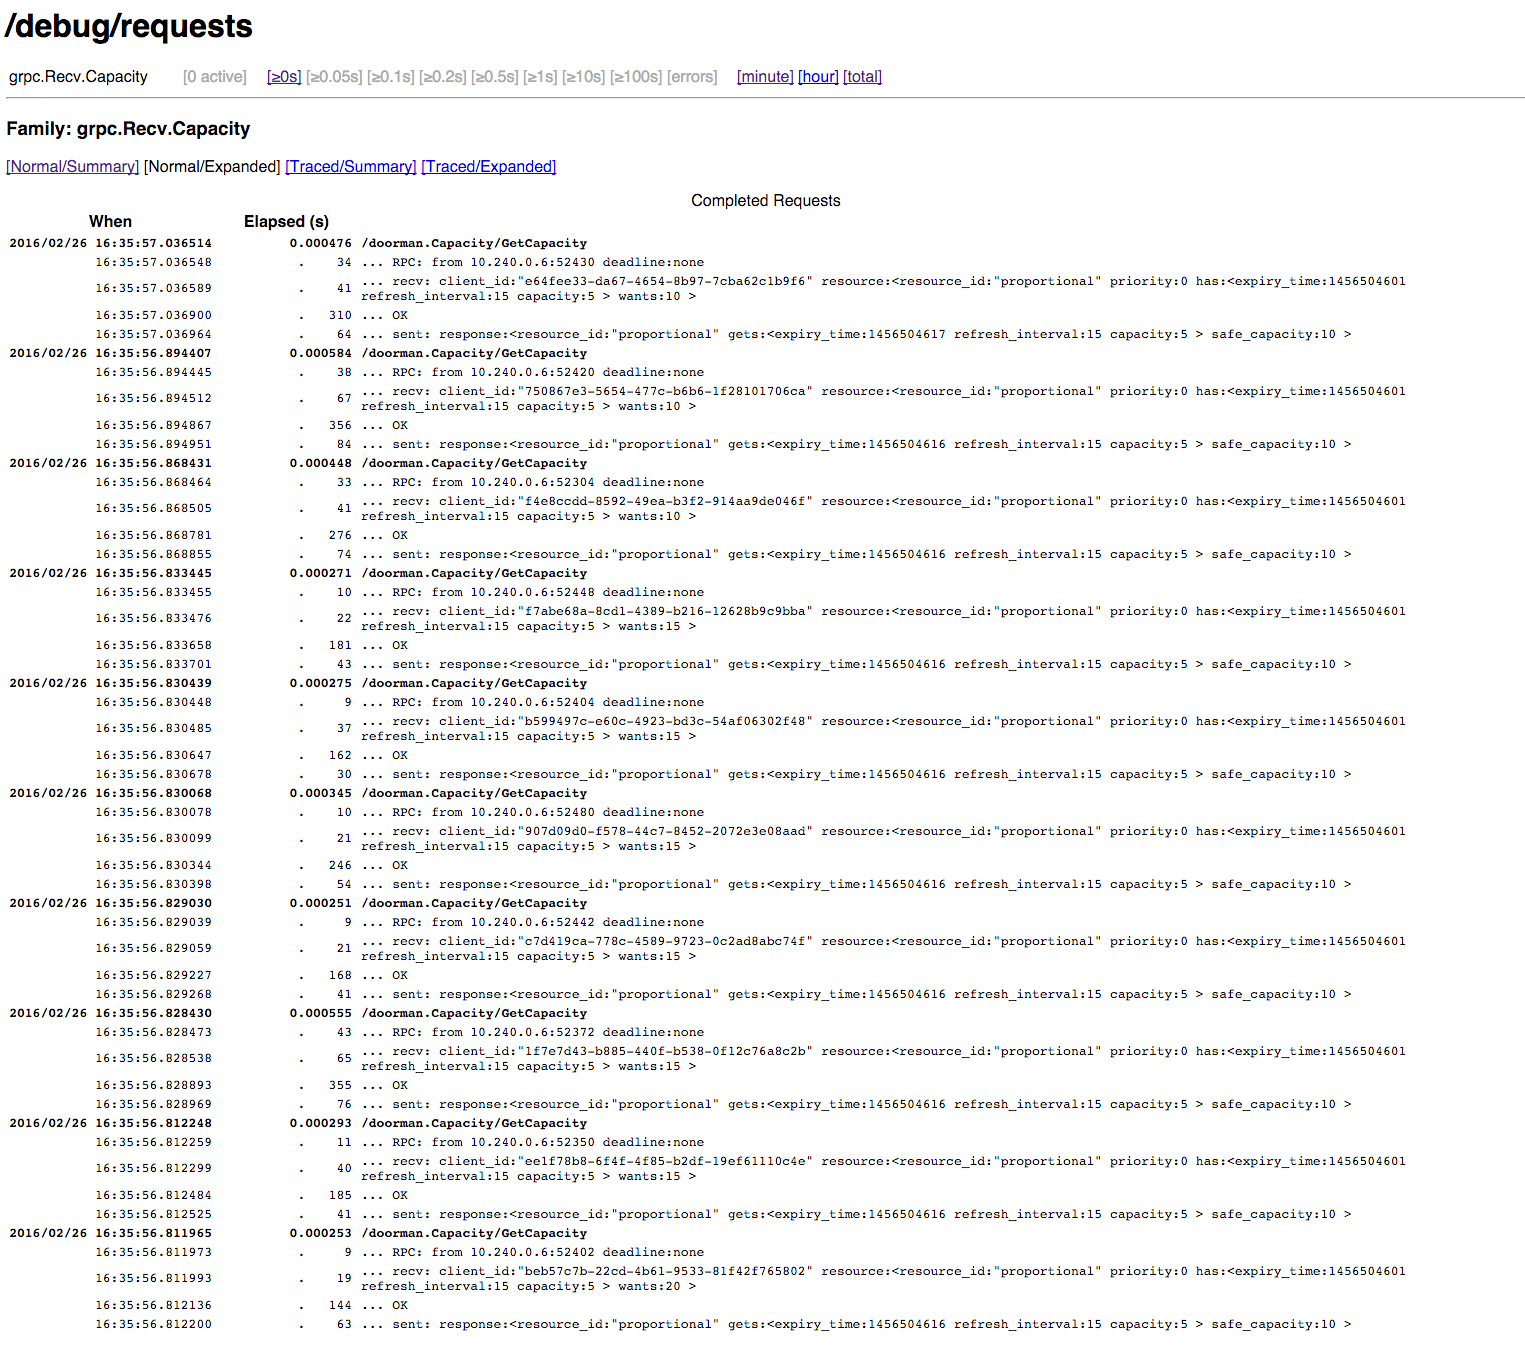 /debug/requests
grpc.Recv.Capacity [0 active] [≥0s] [≥0.05s] [≥0.1s] [≥0.2s] [≥0.5s] [≥1s] [≥10s] [≥100s] [errors] [minute] [hour] [total]
Family: grpc.Recv.Capacity
[Normal/Summary] [Normal/Expanded] [Traced/Summary] [Traced/Expanded]
Completed Requests
When Elapsed (s)
2016/02/26 16:35:57.036514 0.000476 /doorman.Capacity/GetCapacity
16:35:57.036548 . 34 ... RPC: from 10.240.0.6:52430 deadline:none
16:35:57.036589 . 41 ... recv: client_id:"e64fee33-da67-4654-8b97-7cba62c1b9f6" resource:<resource_id:"proportional" priority:0 has:<expiry_time:1456504601
refresh_interval:15 capacity:5 > wants:10 >
16:35:57.036900 . 310 ... OK
16:35:57.036964 . 64 ... sent: response:<resource_id:"proportional" gets:<expiry_time:1456504617 refresh_interval:15 capacity:5 > safe_capacity:10 >
2016/02/26 16:35:56.894407 0.000584 /doorman.Capacity/GetCapacity
16:35:56.894445 . 38 ... RPC: from 10.240.0.6:52420 deadline:none
16:35:56.894512 . 67 ... recv: client_id:"750867e3-5654-477c-b6b6-1f28101706ca" resource:<resource_id:"proportional" priority:0 has:<expiry_time:1456504601
refresh_interval:15 capacity:5 > wants:10 >
16:35:56.894867 . 356 ... OK
16:35:56.894951 . 84 ... sent: response:<resource_id:"proportional" gets:<expiry_time:1456504616 refresh_interval:15 capacity:5 > safe_capacity:10 >
2016/02/26 16:35:56.868431 0.000448 /doorman.Capacity/GetCapacity
16:35:56.868464 . 33 ... RPC: from 10.240.0.6:52304 deadline:none
16:35:56.868505 . 41 ... recv: client_id:"f4e8ccdd-8592-49ea-b3f2-914aa9de046f" resource:<resource_id:"proportional" priority:0 has:<expiry_time:1456504601
refresh_interval:15 capacity:5 > wants:10 >
16:35:56.868781 . 276 ... OK
16:35:56.868855 . 74 ... sent: response:<resource_id:"proportional" gets:<expiry_time:1456504616 refresh_interval:15 capacity:5 > safe_capacity:10 >
2016/02/26 16:35:56.833445 0.000271 /doorman.Capacity/GetCapacity
16:35:56.833455 . 10 ... RPC: from 10.240.0.6:52448 deadline:none
16:35:56.833476 . 22 ... recv: client_id:"f7abe68a-8cd1-4389-b216-12628b9c9bba" resource:<resource_id:"proportional" priority:0 has:<expiry_time:1456504601
refresh_interval:15 capacity:5 > wants:15 >
16:35:56.833658 . 181 ... OK
16:35:56.833701 . 43 ... sent: response:<resource_id:"proportional" gets:<expiry_time:1456504616 refresh_interval:15 capacity:5 > safe_capacity:10 >
2016/02/26 16:35:56.830439 0.000275 /doorman.Capacity/GetCapacity
16:35:56.830448 . 9 ... RPC: from 10.240.0.6:52404 deadline:none
16:35:56.830485 . 37 ... recv: client_id:"b599497c-e60c-4923-bd3c-54af06302f48" resource:<resource_id:"proportional" priority:0 has:<expiry_time:1456504601
refresh_interval:15 capacity:5 > wants:15 >
16:35:56.830647 . 162 ... OK
16:35:56.830678 . 30 ... sent: response:<resource_id:"proportional" gets:<expiry_time:1456504616 refresh_interval:15 capacity:5 > safe_capacity:10 >
2016/02/26 16:35:56.830068 0.000345 /doorman.Capacity/GetCapacity
16:35:56.830078 . 10 ... RPC: from 10.240.0.6:52480 deadline:none
16:35:56.830099 . 21 ... recv: client_id:"907d09d0-f578-44c7-8452-2072e3e08aad" resource:<resource_id:"proportional" priority:0 has:<expiry_time:1456504601
refresh_interval:15 capacity:5 > wants:15 >
16:35:56.830344 . 246 ... OK
16:35:56.830398 . 54 ... sent: response:<resource_id:"proportional" gets:<expiry_time:1456504616 refresh_interval:15 capacity:5 > safe_capacity:10 >
2016/02/26 16:35:56.829030 0.000251 /doorman.Capacity/GetCapacity
16:35:56.829039 . 9 ... RPC: from 10.240.0.6:52442 deadline:none
16:35:56.829059 . 21 ... recv: client_id:"c7d419ca-778c-4589-9723-0c2ad8abc74f" resource:<resource_id:"proportional" priority:0 has:<expiry_time:1456504601
refresh_interval:15 capacity:5 > wants:15 >
16:35:56.829227 . 168 ... OK
16:35:56.829268 . 41 ... sent: response:<resource_id:"proportional" gets:<expiry_time:1456504616 refresh_interval:15 capacity:5 > safe_capacity:10 >
2016/02/26 16:35:56.828430 0.000555 /doorman.Capacity/GetCapacity
16:35:56.828473 . 43 ... RPC: from 10.240.0.6:52372 deadline:none
16:35:56.828538 . 65 ... recv: client_id:"1f7e7d43-b885-440f-b538-0f12c76a8c2b" resource:<resource_id:"proportional" priority:0 has:<expiry_time:1456504601
refresh_interval:15 capacity:5 > wants:15 >
16:35:56.828893 . 355 ... OK
16:35:56.828969 . 76 ... sent: response:<resource_id:"proportional" gets:<expiry_time:1456504616 refresh_interval:15 capacity:5 > safe_capacity:10 >
2016/02/26 16:35:56.812248 0.000293 /doorman.Capacity/GetCapacity
16:35:56.812259 . 11 ... RPC: from 10.240.0.6:52350 deadline:none
16:35:56.812299 . 40 ... recv: client_id:"ee1f78b8-6f4f-4f85-b2df-19ef61110c4e" resource:<resource_id:"proportional" priority:0 has:<expiry_time:1456504601
refresh_interval:15 capacity:5 > wants:15 >
16:35:56.812484 . 185 ... OK
16:35:56.812525 . 41 ... sent: response:<resource_id:"proportional" gets:<expiry_time:1456504616 refresh_interval:15 capacity:5 > safe_capacity:10 >
2016/02/26 16:35:56.811965 0.000253 /doorman.Capacity/GetCapacity
16:35:56.811973 . 9 ... RPC: from 10.240.0.6:52402 deadline:none
16:35:56.811993 . 19 ... recv: client_id:"beb57c7b-22cd-4b61-9533-81f42f765802" resource:<resource_id:"proportional" priority:0 has:<expiry_time:1456504601
refresh_interval:15 capacity:5 > wants:20 >
16:35:56.812136 . 144 ... OK
16:35:56.812200 . 63 ... sent: response:<resource_id:"proportional" gets:<expiry_time:1456504616 refresh_interval:15 capacity:5 > safe_capacity:10 >